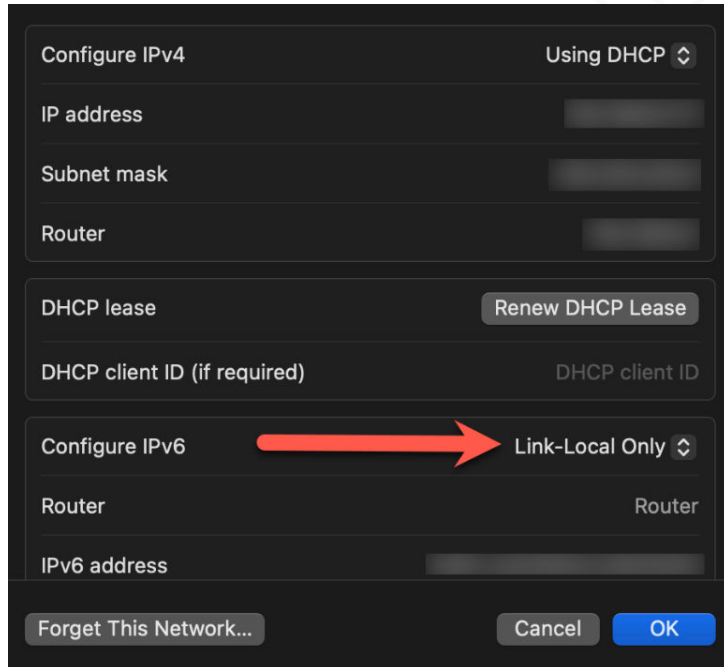 Configure IPv4 Using DHCP
IP address
Subnet mask
Router
DHCP lease Renew DHCP Lease
DHCP client ID (if required) DHCP client ID
Configure IPv6 Link-Local Only
Router Router
IPv6 address
Forget This Network... Cancel OK